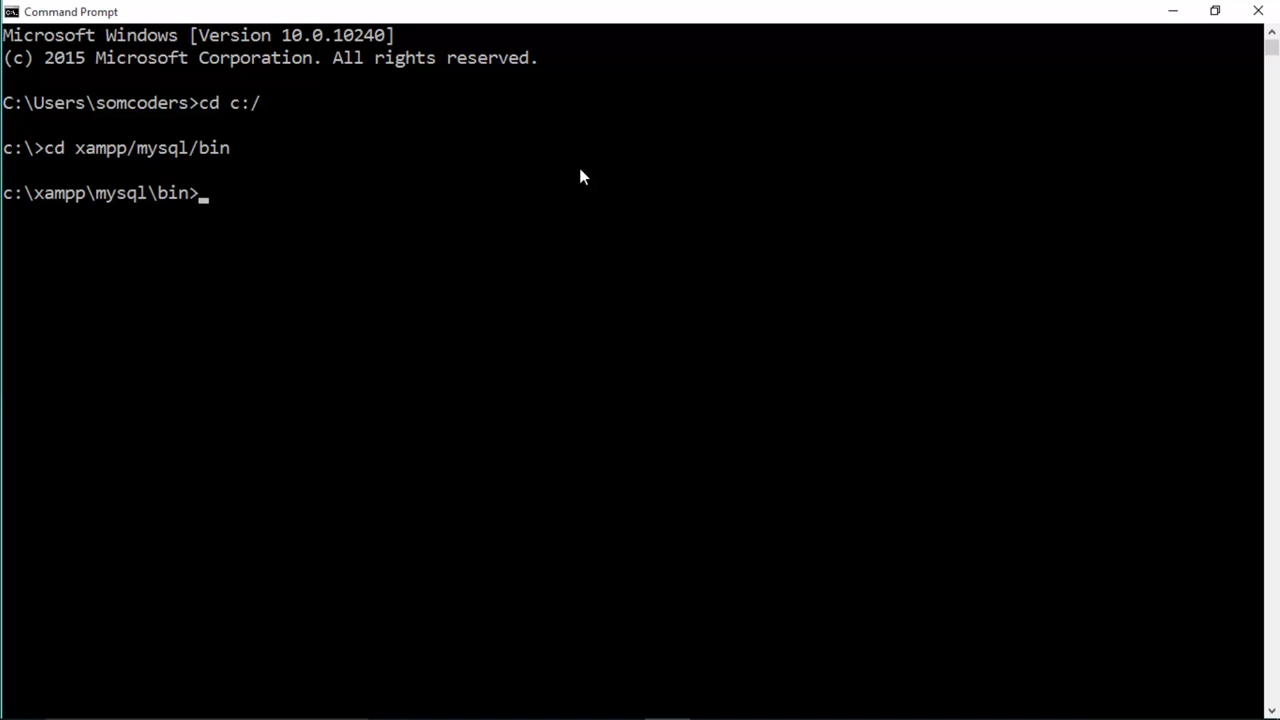 Command Prompt
Microsoft Windows [Version 10.0.10240]
(c) 2015 Microsoft Corporation. All rights reserved.
C:\Users\somcoders>cd c:/
c:\>cd xampp/mysql/bin
c:\xampp\mysql\bin>